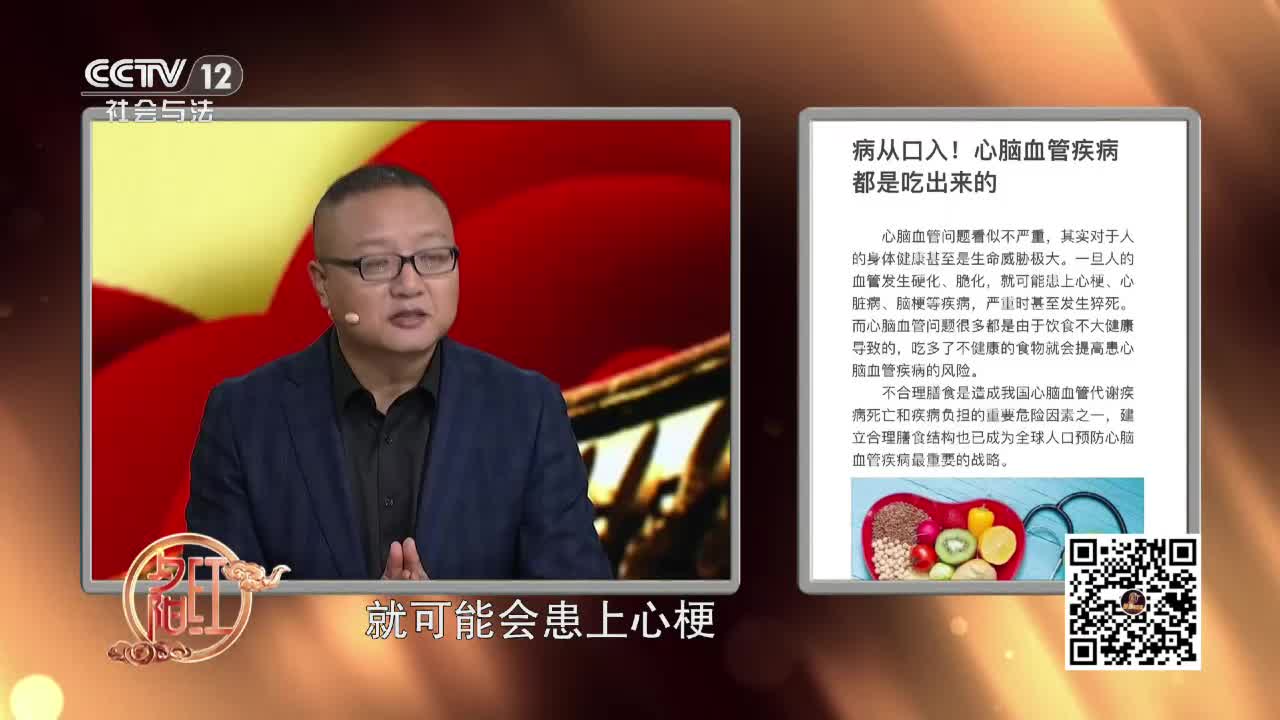 CCTV 12
社会与法
病从口入！心脑血管疾病
都是吃出来的
心脑血管问题看似不严重，其实对于人
的身体健康甚至是生命威胁极大。一旦人的
血管发生硬化、脆化，就可能患上心梗、心
脏病、脑梗等疾病，严重时甚至发生猝死。
而心脑血管问题很多都是由于饮食不大健康
导致的，吃多了不健康的食物就会提高患心
脑血管疾病的风险。
不合理膳食是造成我国心脑血管代谢疾
病死亡和疾病负担的重要危险因素之一，建
立合理膳食结构也已成为全球人口预防心脑
血管疾病最重要的战略。
夕阳红
就可能会患上心梗